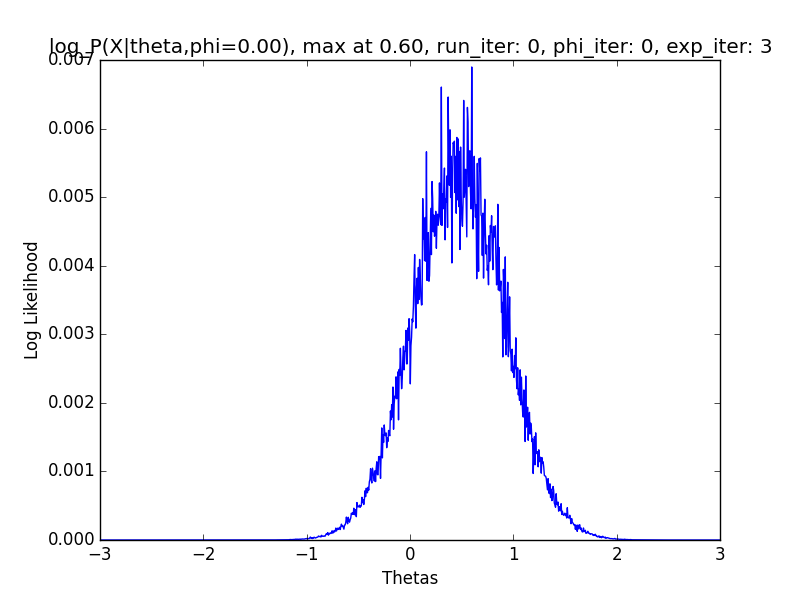 log_P(X|theta,phi=0.00), max at 0.60, run_iter: 0, phi_iter: 0, exp_iter: 3
0.007
0.006
0.005
0.004
0.003
0.002
0.001
0.000
Log Likelihood
−3 −2 −1 0 1 2 3
Thetas